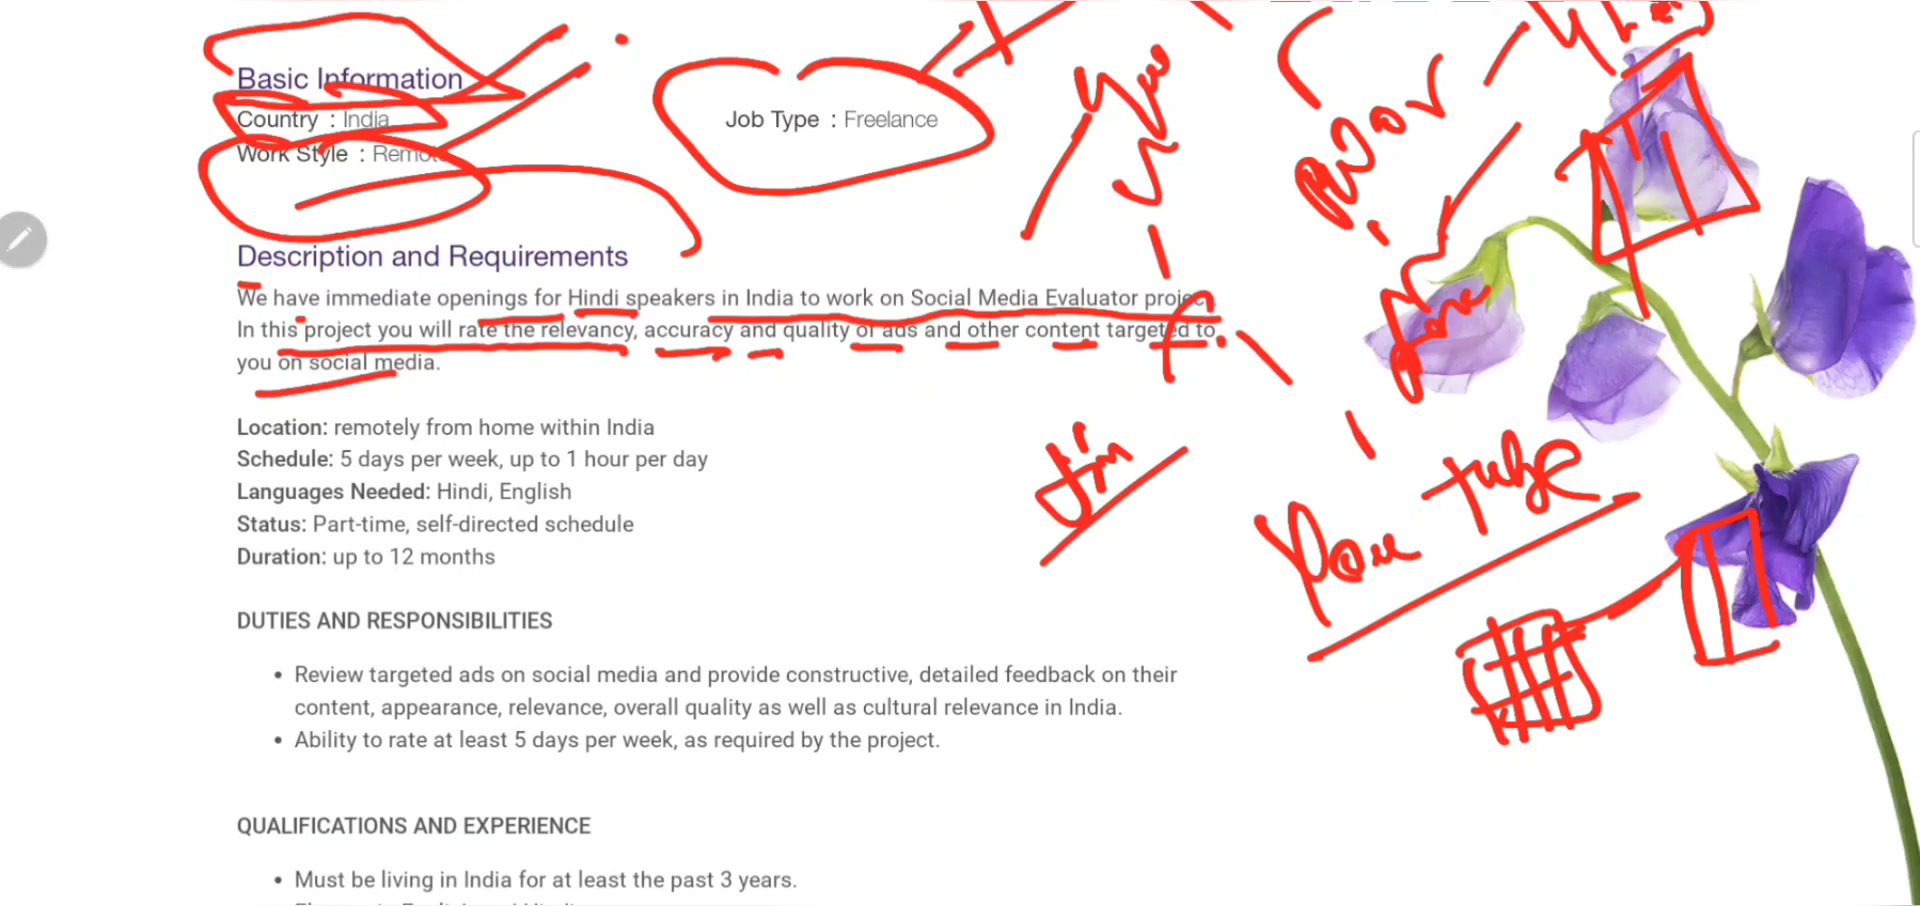 Basic Information
Country : India
Job Type : Freelance
Work Style : Remote
Description and Requirements
We have immediate openings for Hindi speakers in India to work on Social Media Evaluator project.
In this project you will rate the relevancy, accuracy and quality of ads and other content targeted to
you on social media.
Location: remotely from home within India
Schedule: 5 days per week, up to 1 hour per day
Languages Needed: Hindi, English
Status: Part-time, self-directed schedule
Duration: up to 12 months
You tube
DUTIES AND RESPONSIBILITIES
• Review targeted ads on social media and provide constructive, detailed feedback on their
content, appearance, relevance, overall quality as well as cultural relevance in India.
• Ability to rate at least 5 days per week, as required by the project.
QUALIFICATIONS AND EXPERIENCE
• Must be living in India for at least the past 3 years.